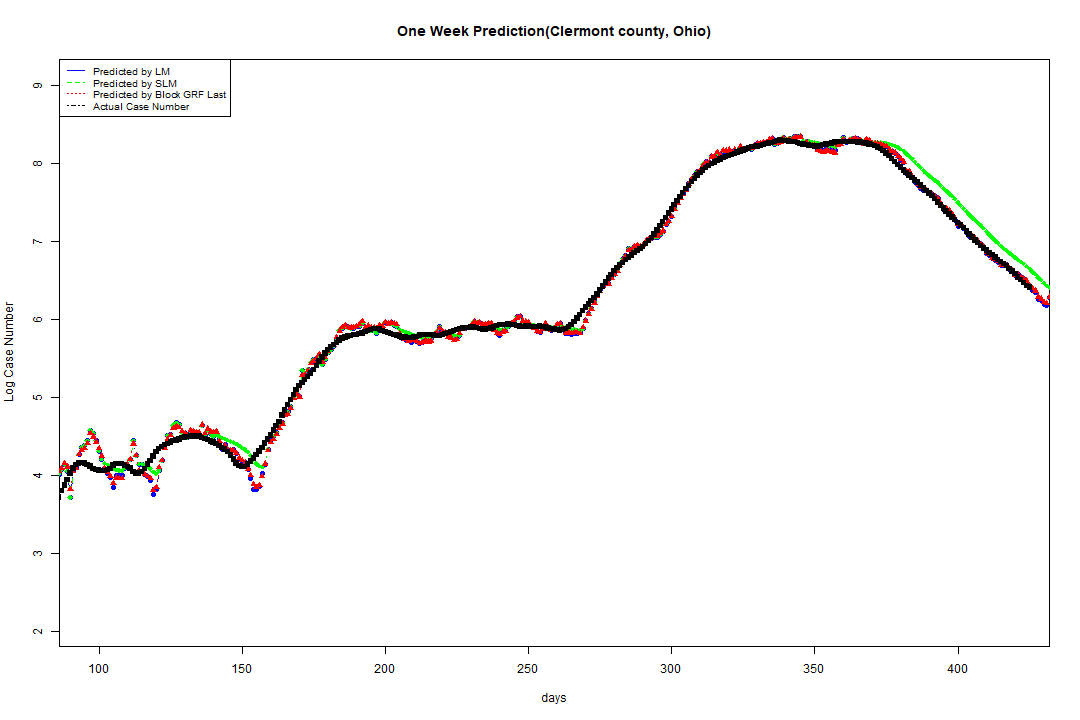 One Week Prediction(Clermont county, Ohio)
Predicted by LM
Predicted by SLM
Predicted by Block GRF Last
Actual Case Number
Log Case Number
9
8
7
6
5
4
3
2
100 150 200 250 300 350 400
days